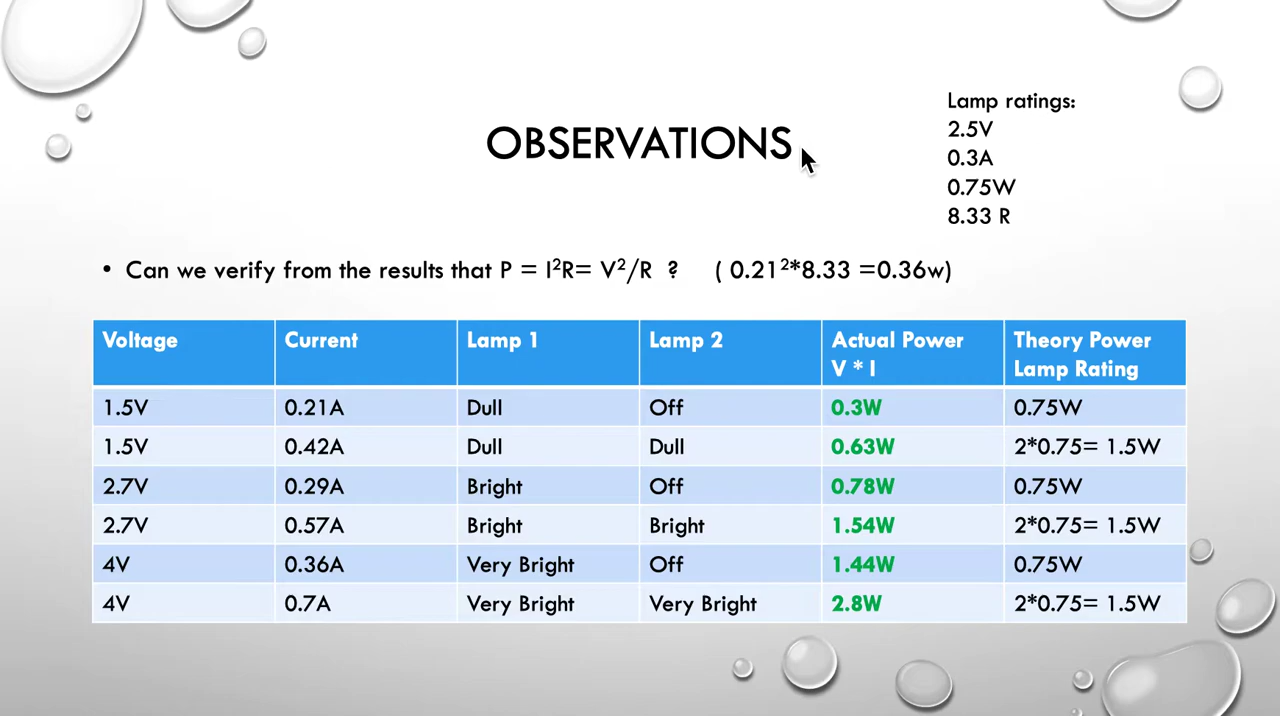 Lamp ratings:
2.5V
0.3A
0.75W
8.33 R
OBSERVATIONS
• Can we verify from the results that P = I²R= V²/R ? ( 0.21²*8.33 =0.36w)
Voltage Current Lamp 1 Lamp 2 Actual Power Theory Power
V * I Lamp Rating
1.5V 0.21A Dull Off 0.3W 0.75W
1.5V 0.42A Dull Dull 0.63W 2*0.75= 1.5W
2.7V 0.29A Bright Off 0.78W 0.75W
2.7V 0.57A Bright Bright 1.54W 2*0.75= 1.5W
4V 0.36A Very Bright Off 1.44W 0.75W
4V 0.7A Very Bright Very Bright 2.8W 2*0.75= 1.5W